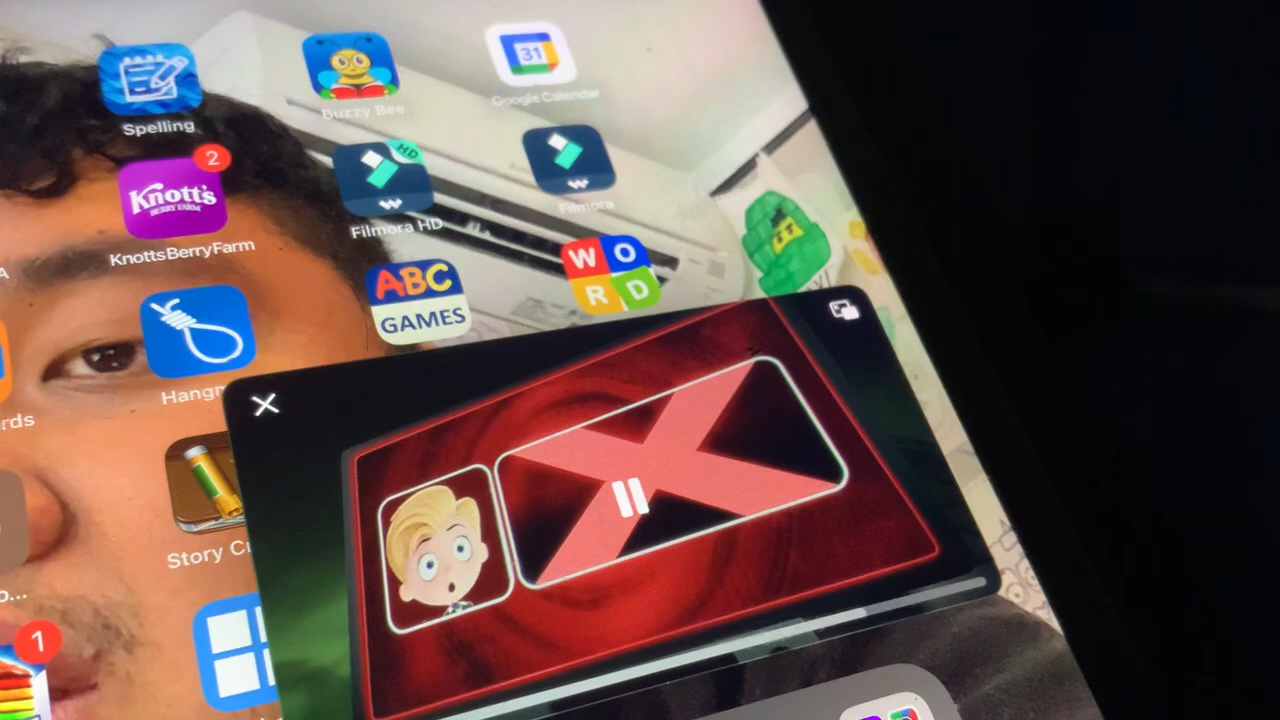 31
Spelling
Buzzy Bee
Google Calendar
2
HD
Knott's
BERRY FARM
KnottsBerryFarm
Filmora HD
Filmora
A
ABC
GAMES
W O
R D
Hangm
rds
Story Cr
o...
1